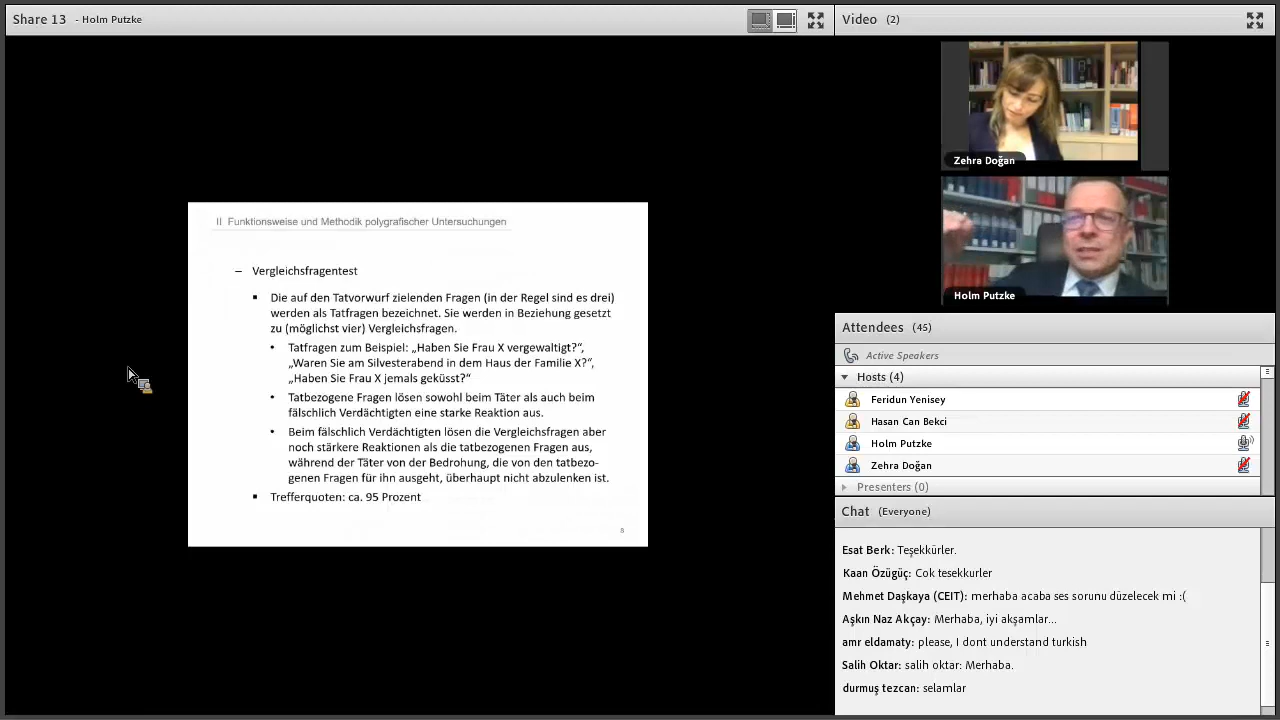 Share 13 - Holm Putzke
II Funktionsweise und Methodik polygrafischer Untersuchungen
– Vergleichsfragentest
▪ Die auf den Tatvorwurf zielenden Fragen (in der Regel sind es drei)
werden als Tatfragen bezeichnet. Sie werden in Beziehung gesetzt
zu (möglichst vier) Vergleichsfragen.
• Tatfragen zum Beispiel: „Haben Sie Frau X vergewaltigt?“,
„Waren Sie am Silvesterabend in dem Haus der Familie X?“,
„Haben Sie Frau X jemals geküsst?“
• Tatbezogene Fragen lösen sowohl beim Täter als auch beim
fälschlich Verdächtigten eine starke Reaktion aus.
• Beim fälschlich Verdächtigten lösen die Vergleichsfragen aber
noch stärkere Reaktionen als die tatbezogenen Fragen aus,
während der Täter von der Bedrohung, die von den tatbezo-
genen Fragen für ihn ausgeht, überhaupt nicht abzulenken ist.
▪ Trefferquoten: ca. 95 Prozent
8
Video (2)
Zehra Doğan
Holm Putzke
Attendees (45)
Active Speakers
Hosts (4)
Feridun Yenisey
Hasan Can Bekci
Holm Putzke
Zehra Doğan
Presenters (0)
Chat (Everyone)
Esat Berk: Teşekkürler.
Kaan Özügüç: Cok tesekkurler
Mehmet Daşkaya (CEIT): merhaba acaba ses sorunu düzelecek mi :(
Aşkın Naz Akçay: Merhaba, iyi akşamlar...
amr eldamaty: please, I dont understand turkish
Salih Oktar: salih oktar: Merhaba.
durmuş tezcan: selamlar